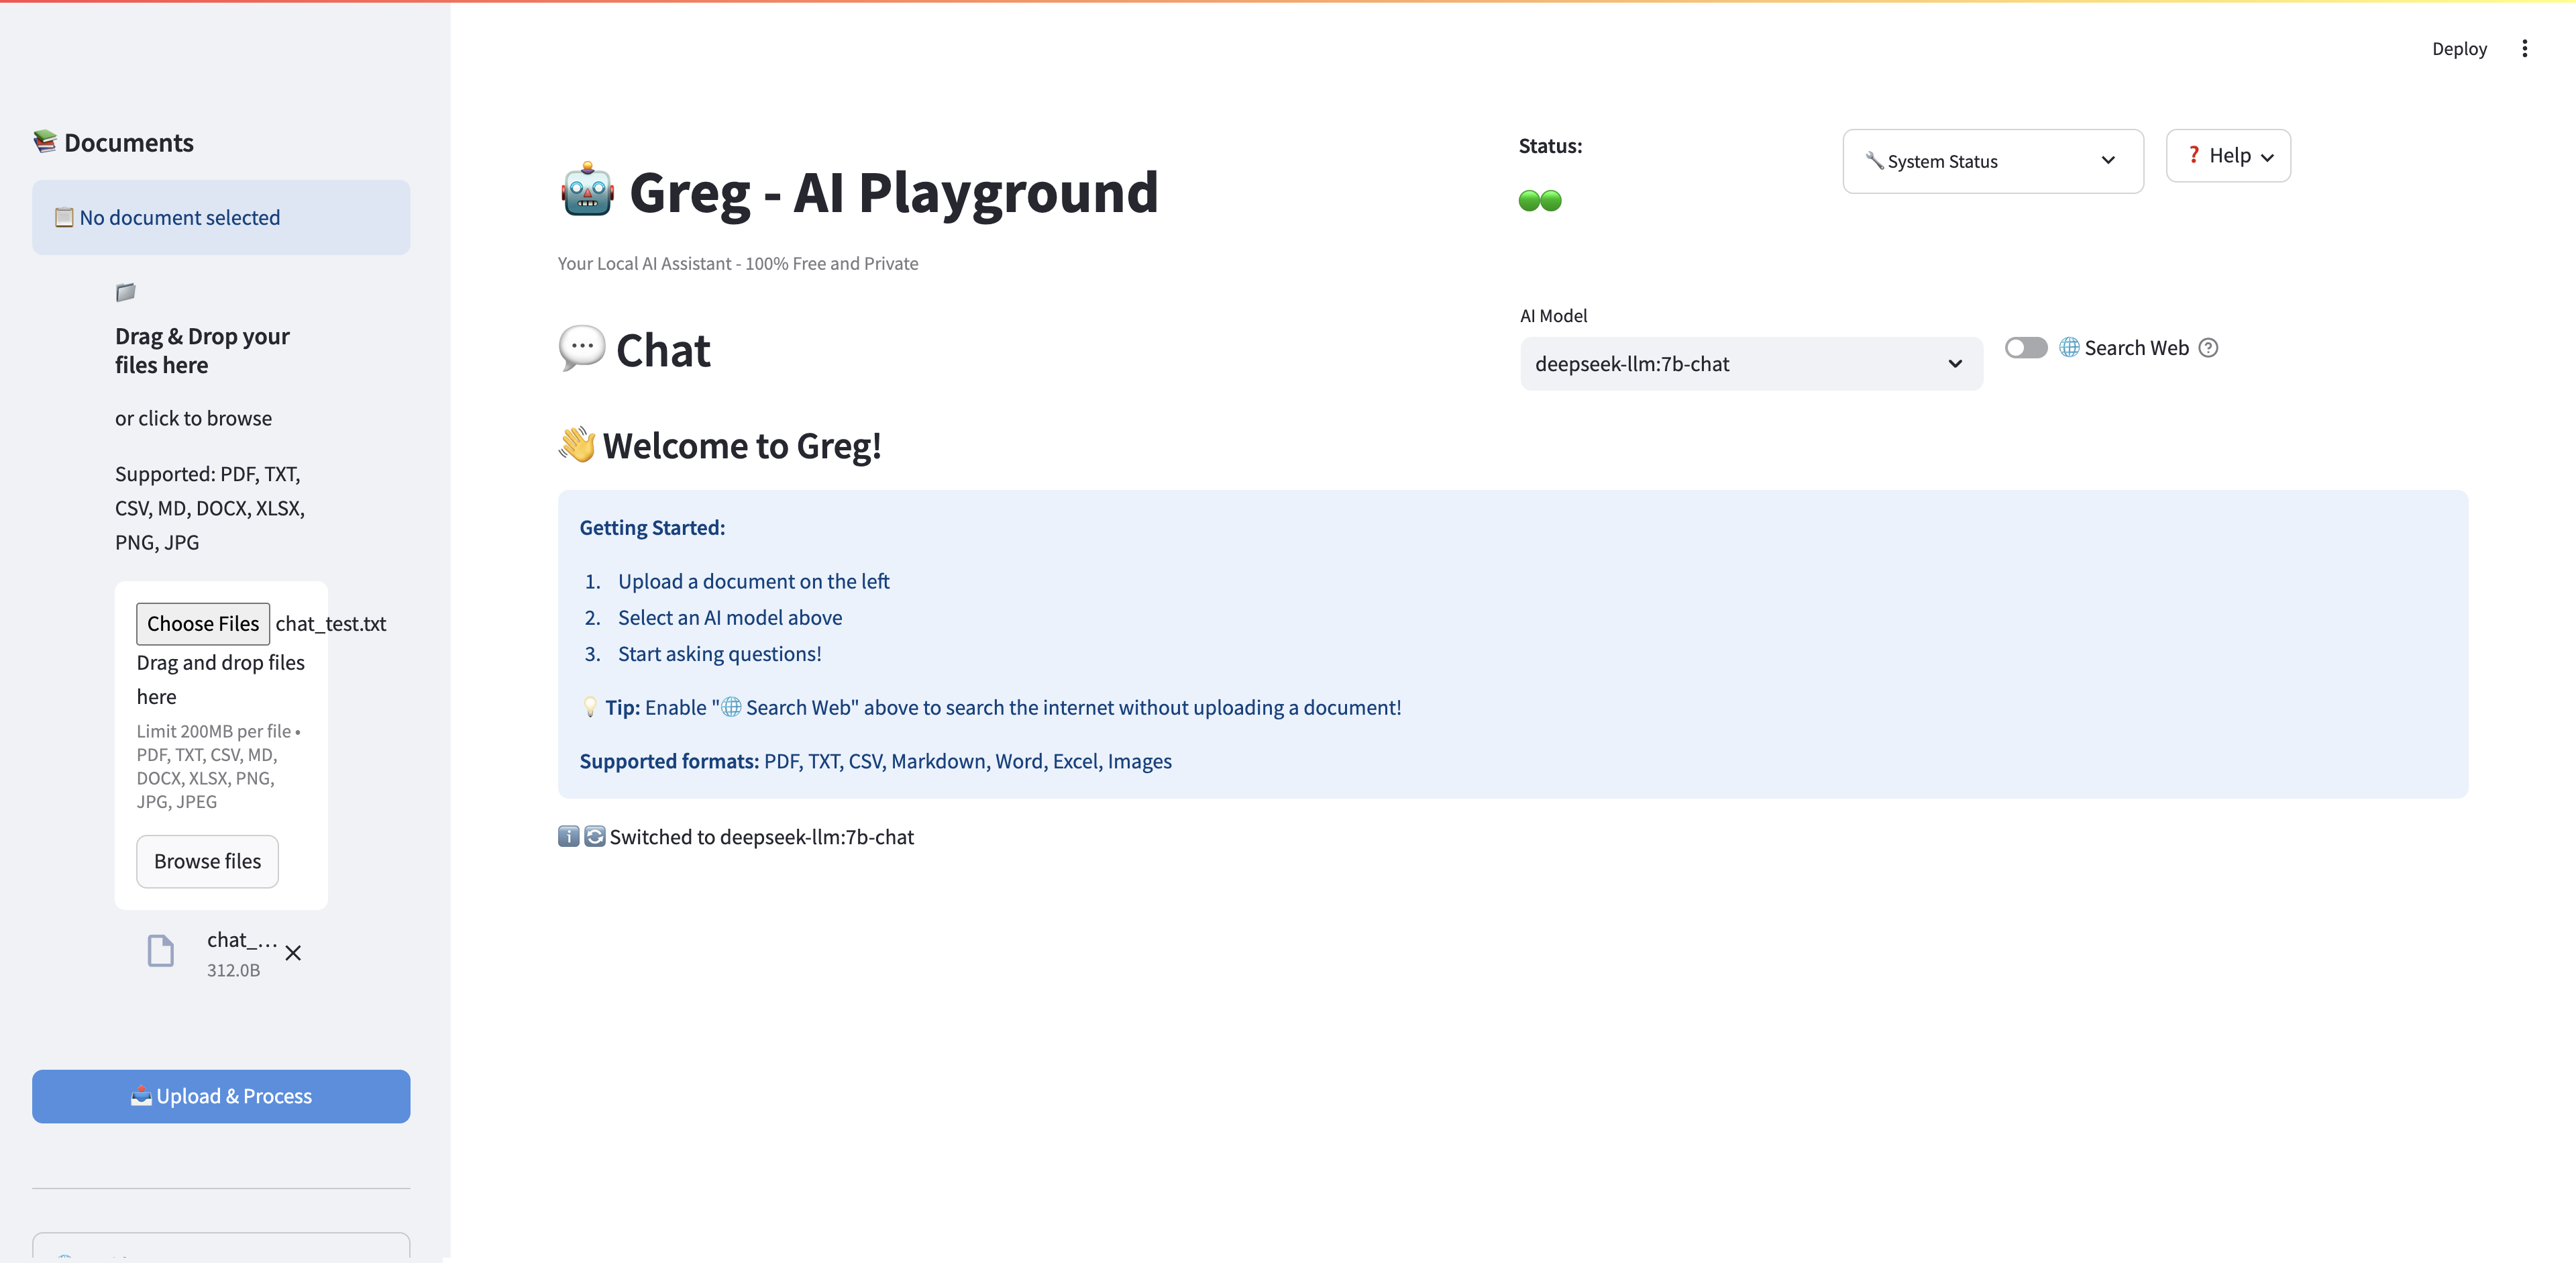 Deploy
📚 Documents
📋 No document selected
📁
Drag & Drop your
files here
or click to browse
Supported: PDF, TXT,
CSV, MD, DOCX, XLSX,
PNG, JPG
Choose Files chat_test.txt
Drag and drop files
here
Limit 200MB per file •
PDF, TXT, CSV, MD,
DOCX, XLSX, PNG,
JPG, JPEG
Browse files
chat_...
312.0B
📤 Upload & Process
🤖 Greg - AI Playground
Your Local AI Assistant - 100% Free and Private
Status:
🔧 System Status
❓ Help
💬 Chat
AI Model
deepseek-llm:7b-chat
🌐 Search Web
👋 Welcome to Greg!
Getting Started:
1. Upload a document on the left
2. Select an AI model above
3. Start asking questions!
💡 Tip: Enable "🌐 Search Web" above to search the internet without uploading a document!
Supported formats: PDF, TXT, CSV, Markdown, Word, Excel, Images
ℹ️ 🔄 Switched to deepseek-llm:7b-chat